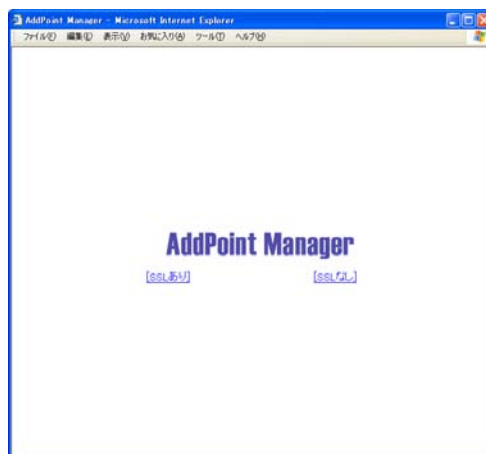 AddPoint Manager - Microsoft Internet Explorer
ファイル(F) 編集(E) 表示(V) お気に入り(A) ツール(T) ヘルプ(H)
AddPoint Manager
[SSLあり] [SSLなし]